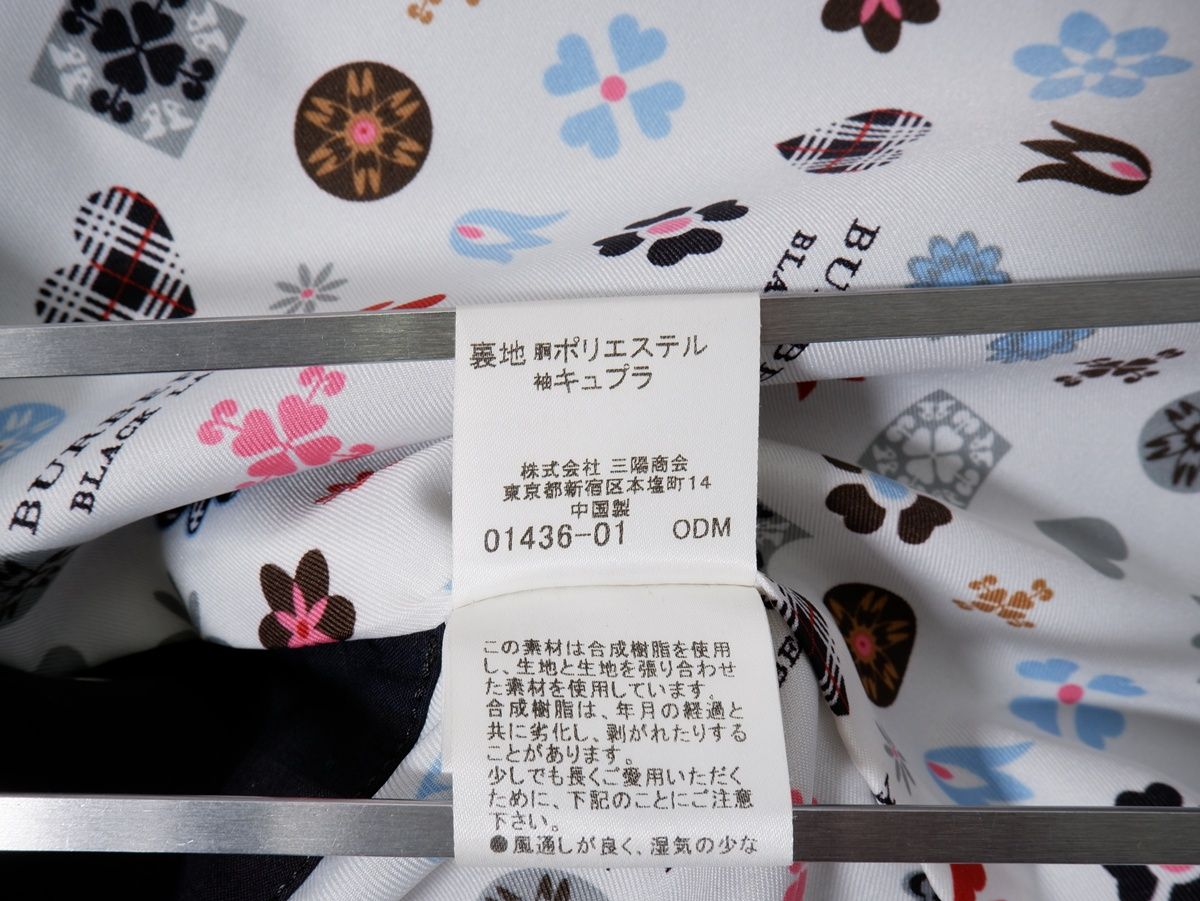 BU
BLA
BURBE
BLACK L
裏地 胴ポリエステル
袖キュプラ
株式会社 三陽商会
東京都新宿区本塩町14
中国製
01436-01 ODM
この素材は合成樹脂を使用
し、生地と生地を張り合わせ
た素材を使用しています。
合成樹脂は、年月の経過と
共に劣化し、剥がれたりする
ことがあります。
少しでも長くご愛用いただく
ために、下記のことにご注意
下さい。
●風通しが良く、湿気の少な